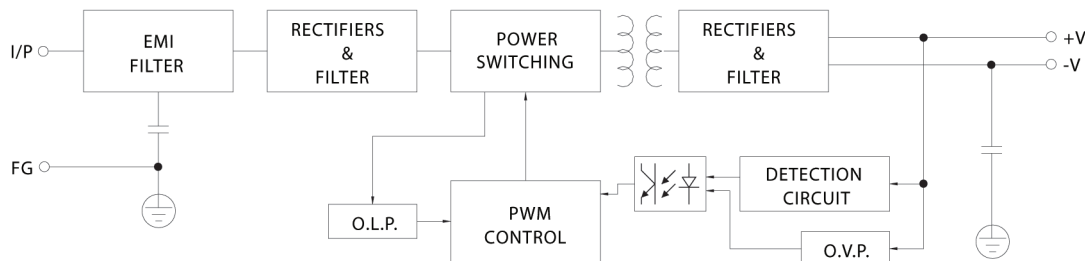 I/P
EMI
FILTER
RECTIFIERS
&
FILTER
POWER
SWITCHING
RECTIFIERS
&
FILTER
+V
-V
FG
O.L.P.
PWM
CONTROL
DETECTION
CIRCUIT
O.V.P.